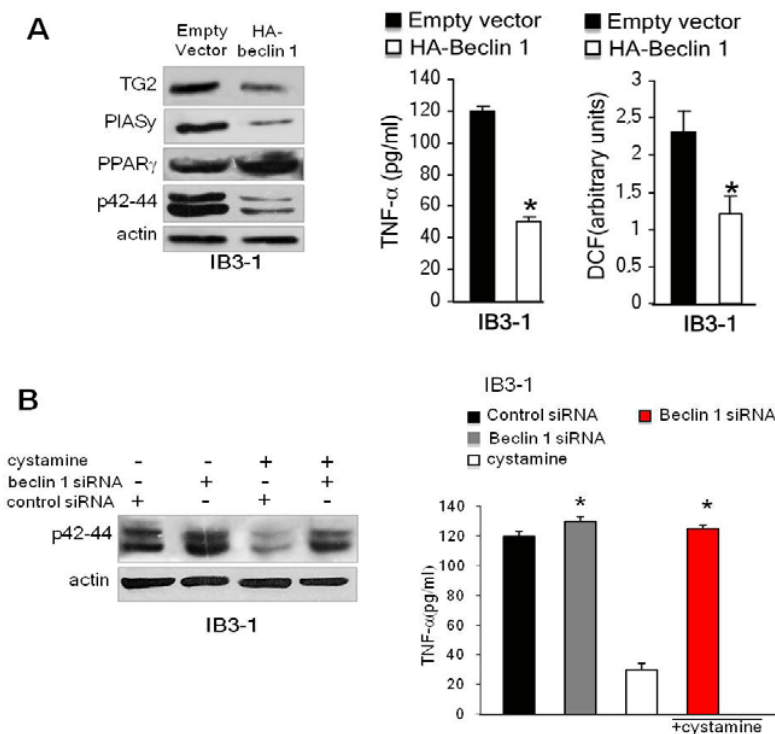 A
Empty Vector
HA-beclin 1
TG2
PIASy
PPARγ
p42-44
actin
IB3-1
Empty vector
HA-Beclin 1
TNF-α (pg/ml)
140
120
100
80
60
40
20
0
*
IB3-1
Empty vector
HA-Beclin 1
DCF(arbitrary units)
3
2,5
2
1.5
1
0.5
0
*
IB3-1
B
cystamine - - + +
beclin 1 siRNA - + - +
control siRNA + - + -
p42-44
actin
IB3-1
IB3-1
Control siRNA
Beclin 1 siRNA
Beclin 1 siRNA
cystamine
TNF-α(pg/ml)
140
120
100
80
60
40
20
0
*
*
+cystamine